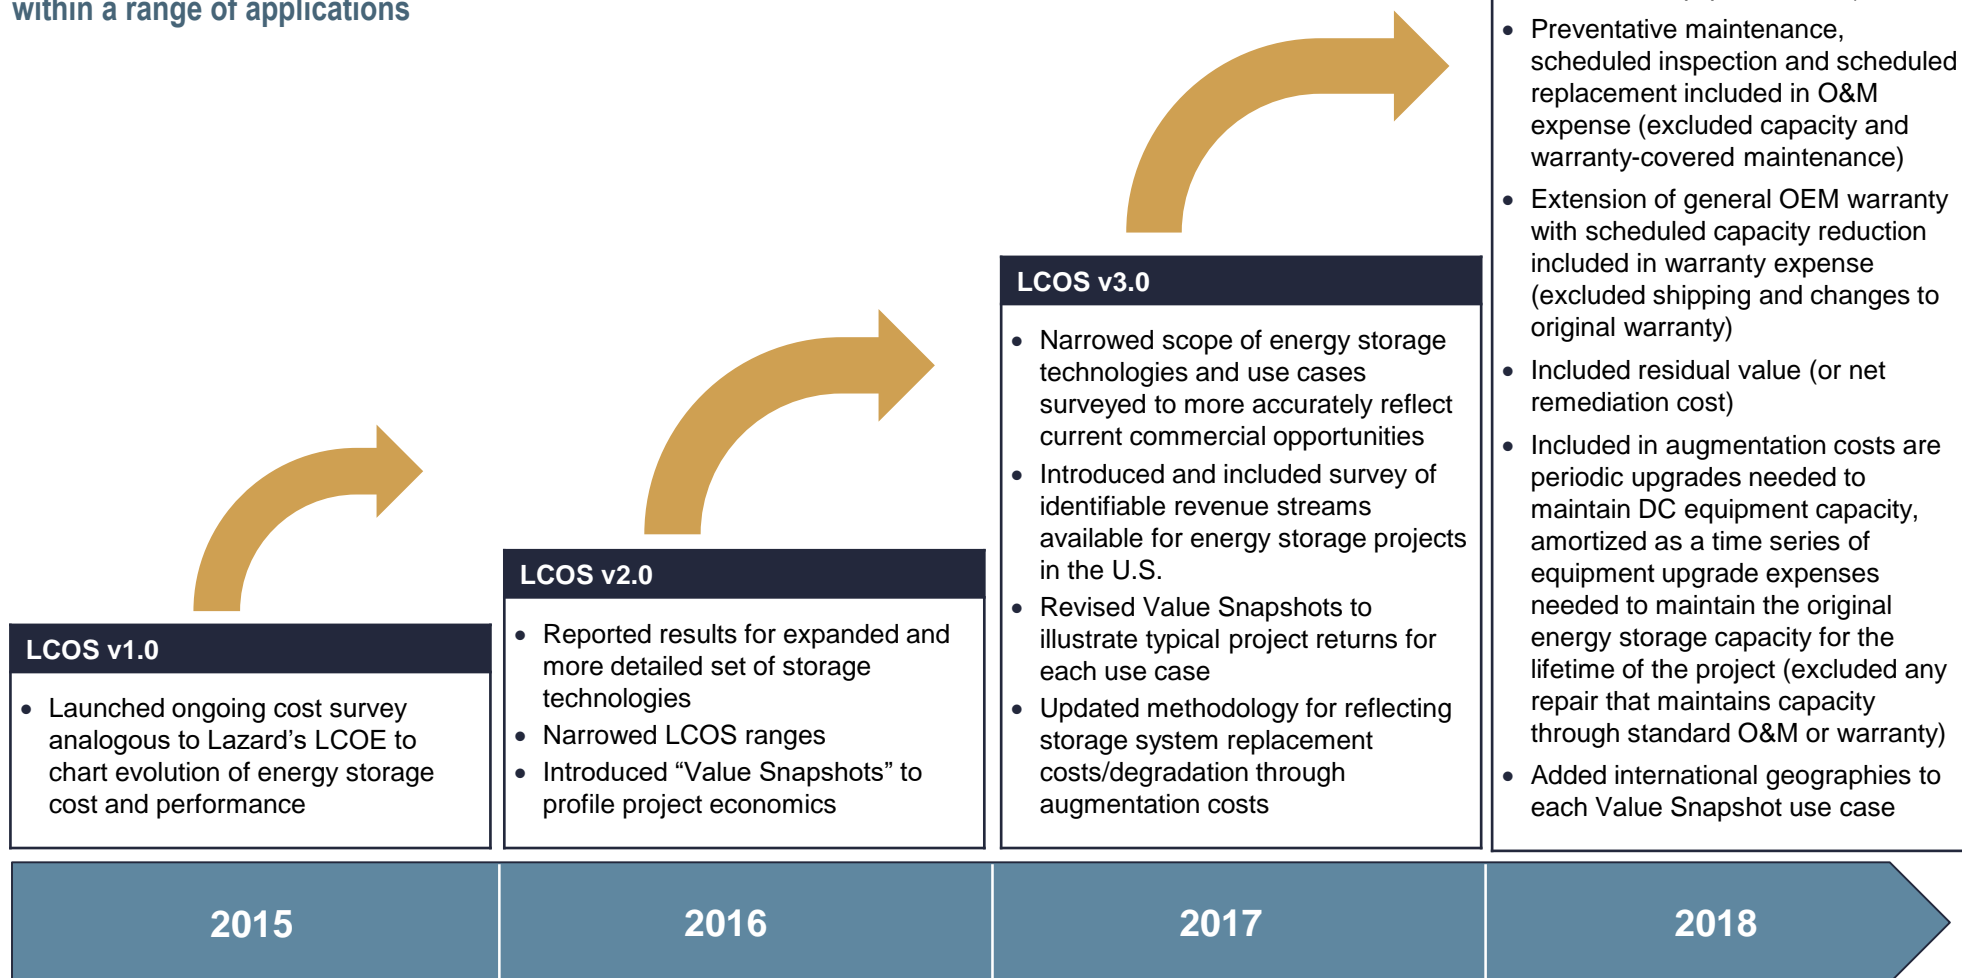 within a range of applications
LCOS v1.0
• Launched ongoing cost survey
analogous to Lazard’s LCOE to
chart evolution of energy storage
cost and performance
LCOS v2.0
• Reported results for expanded and
more detailed set of storage
technologies
• Narrowed LCOS ranges
• Introduced “Value Snapshots” to
profile project economics
LCOS v3.0
• Narrowed scope of energy storage
technologies and use cases
surveyed to more accurately reflect
current commercial opportunities
• Introduced and included survey of
identifiable revenue streams
available for energy storage projects
in the U.S.
• Revised Value Snapshots to
illustrate typical project returns for
each use case
• Updated methodology for reflecting
storage system replacement
costs/degradation through
augmentation costs
• Preventative maintenance,
scheduled inspection and scheduled
replacement included in O&M
expense (excluded capacity and
warranty-covered maintenance)
• Extension of general OEM warranty
with scheduled capacity reduction
included in warranty expense
(excluded shipping and changes to
original warranty)
• Included residual value (or net
remediation cost)
• Included in augmentation costs are
periodic upgrades needed to
maintain DC equipment capacity,
amortized as a time series of
equipment upgrade expenses
needed to maintain the original
energy storage capacity for the
lifetime of the project (excluded any
repair that maintains capacity
through standard O&M or warranty)
• Added international geographies to
each Value Snapshot use case
2015
2016
2017
2018